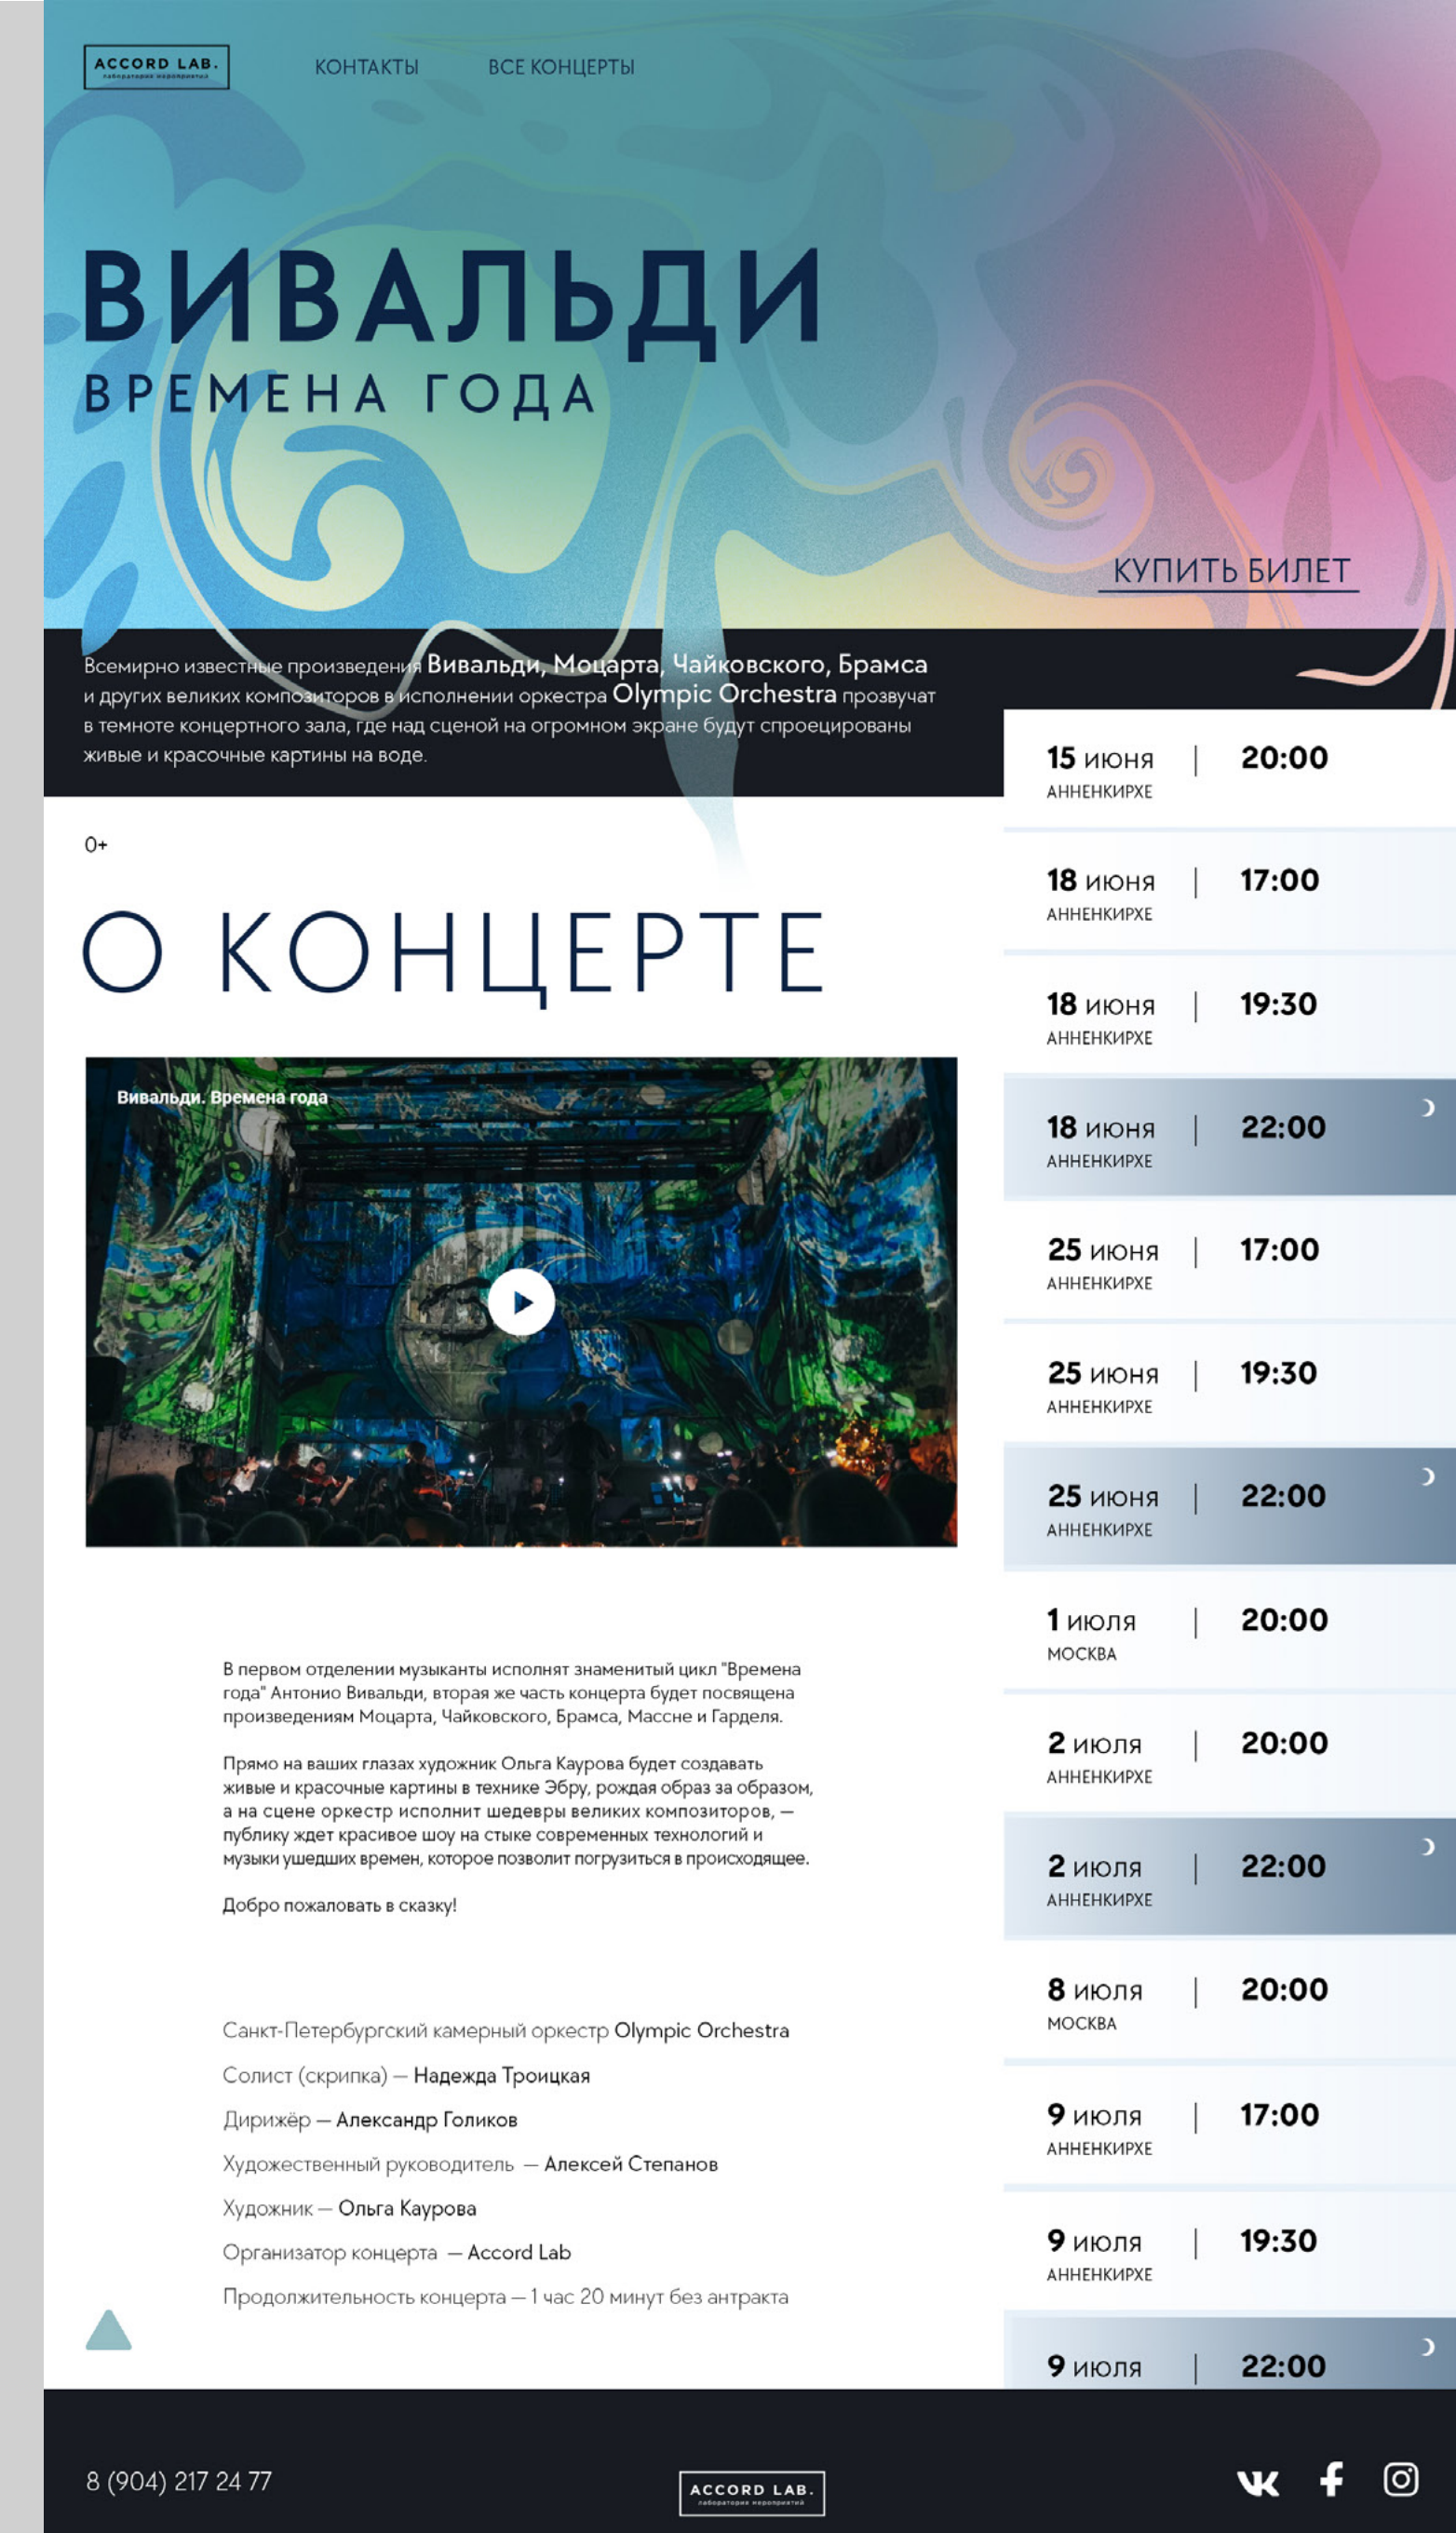 ACCORD LAB.
лаборатория мероприятий
КОНТАКТЫ
ВСЕ КОНЦЕРТЫ
ВИВАЛЬДИ
ВРЕМЕНА ГОДА
КУПИТЬ БИЛЕТ
Всемирно известные произведения Вивальди, Моцарта, Чайковского, Брамса
и других великих композиторов в исполнении оркестра Olympic Orchestra прозвучат
в темноте концертного зала, где над сценой на огромном экране будут спроецированы
живые и красочные картины на воде.
0+
О КОНЦЕРТЕ
Вивальди. Времена года
В первом отделении музыканты исполнят знаменитый цикл "Времена
года" Антонио Вивальди, вторая же часть концерта будет посвящена
произведениям Моцарта, Чайковского, Брамса, Массне и Гарделя.
Прямо на ваших глазах художник Ольга Каурова будет создавать
живые и красочные картины в технике Эбру, рождая образ за образом,
а на сцене оркестр исполнит шедевры великих композиторов, —
публику ждет красивое шоу на стыке современных технологий и
музыки ушедших времен, которое позволит погрузиться в происходящее.
Добро пожаловать в сказку!
Санкт-Петербургский камерный оркестр Olympic Orchestra
Солист (скрипка) — Надежда Троицкая
Дирижёр — Александр Голиков
Художественный руководитель — Алексей Степанов
Художник — Ольга Каурова
Организатор концерта — Accord Lab
Продолжительность концерта — 1 час 20 минут без антракта
15 июня | 20:00
АННЕНКИРХЕ
18 июня | 17:00
АННЕНКИРХЕ
18 июня | 19:30
АННЕНКИРХЕ
18 июня | 22:00
АННЕНКИРХЕ
25 июня | 17:00
АННЕНКИРХЕ
25 июня | 19:30
АННЕНКИРХЕ
25 июня | 22:00
АННЕНКИРХЕ
1 июля | 20:00
МОСКВА
2 июля | 20:00
АННЕНКИРХЕ
2 июля | 22:00
АННЕНКИРХЕ
8 июля | 20:00
МОСКВА
9 июля | 17:00
АННЕНКИРХЕ
9 июля | 19:30
АННЕНКИРХЕ
9 июля | 22:00
8 (904) 217 24 77
ACCORD LAB.
лаборатория мероприятий